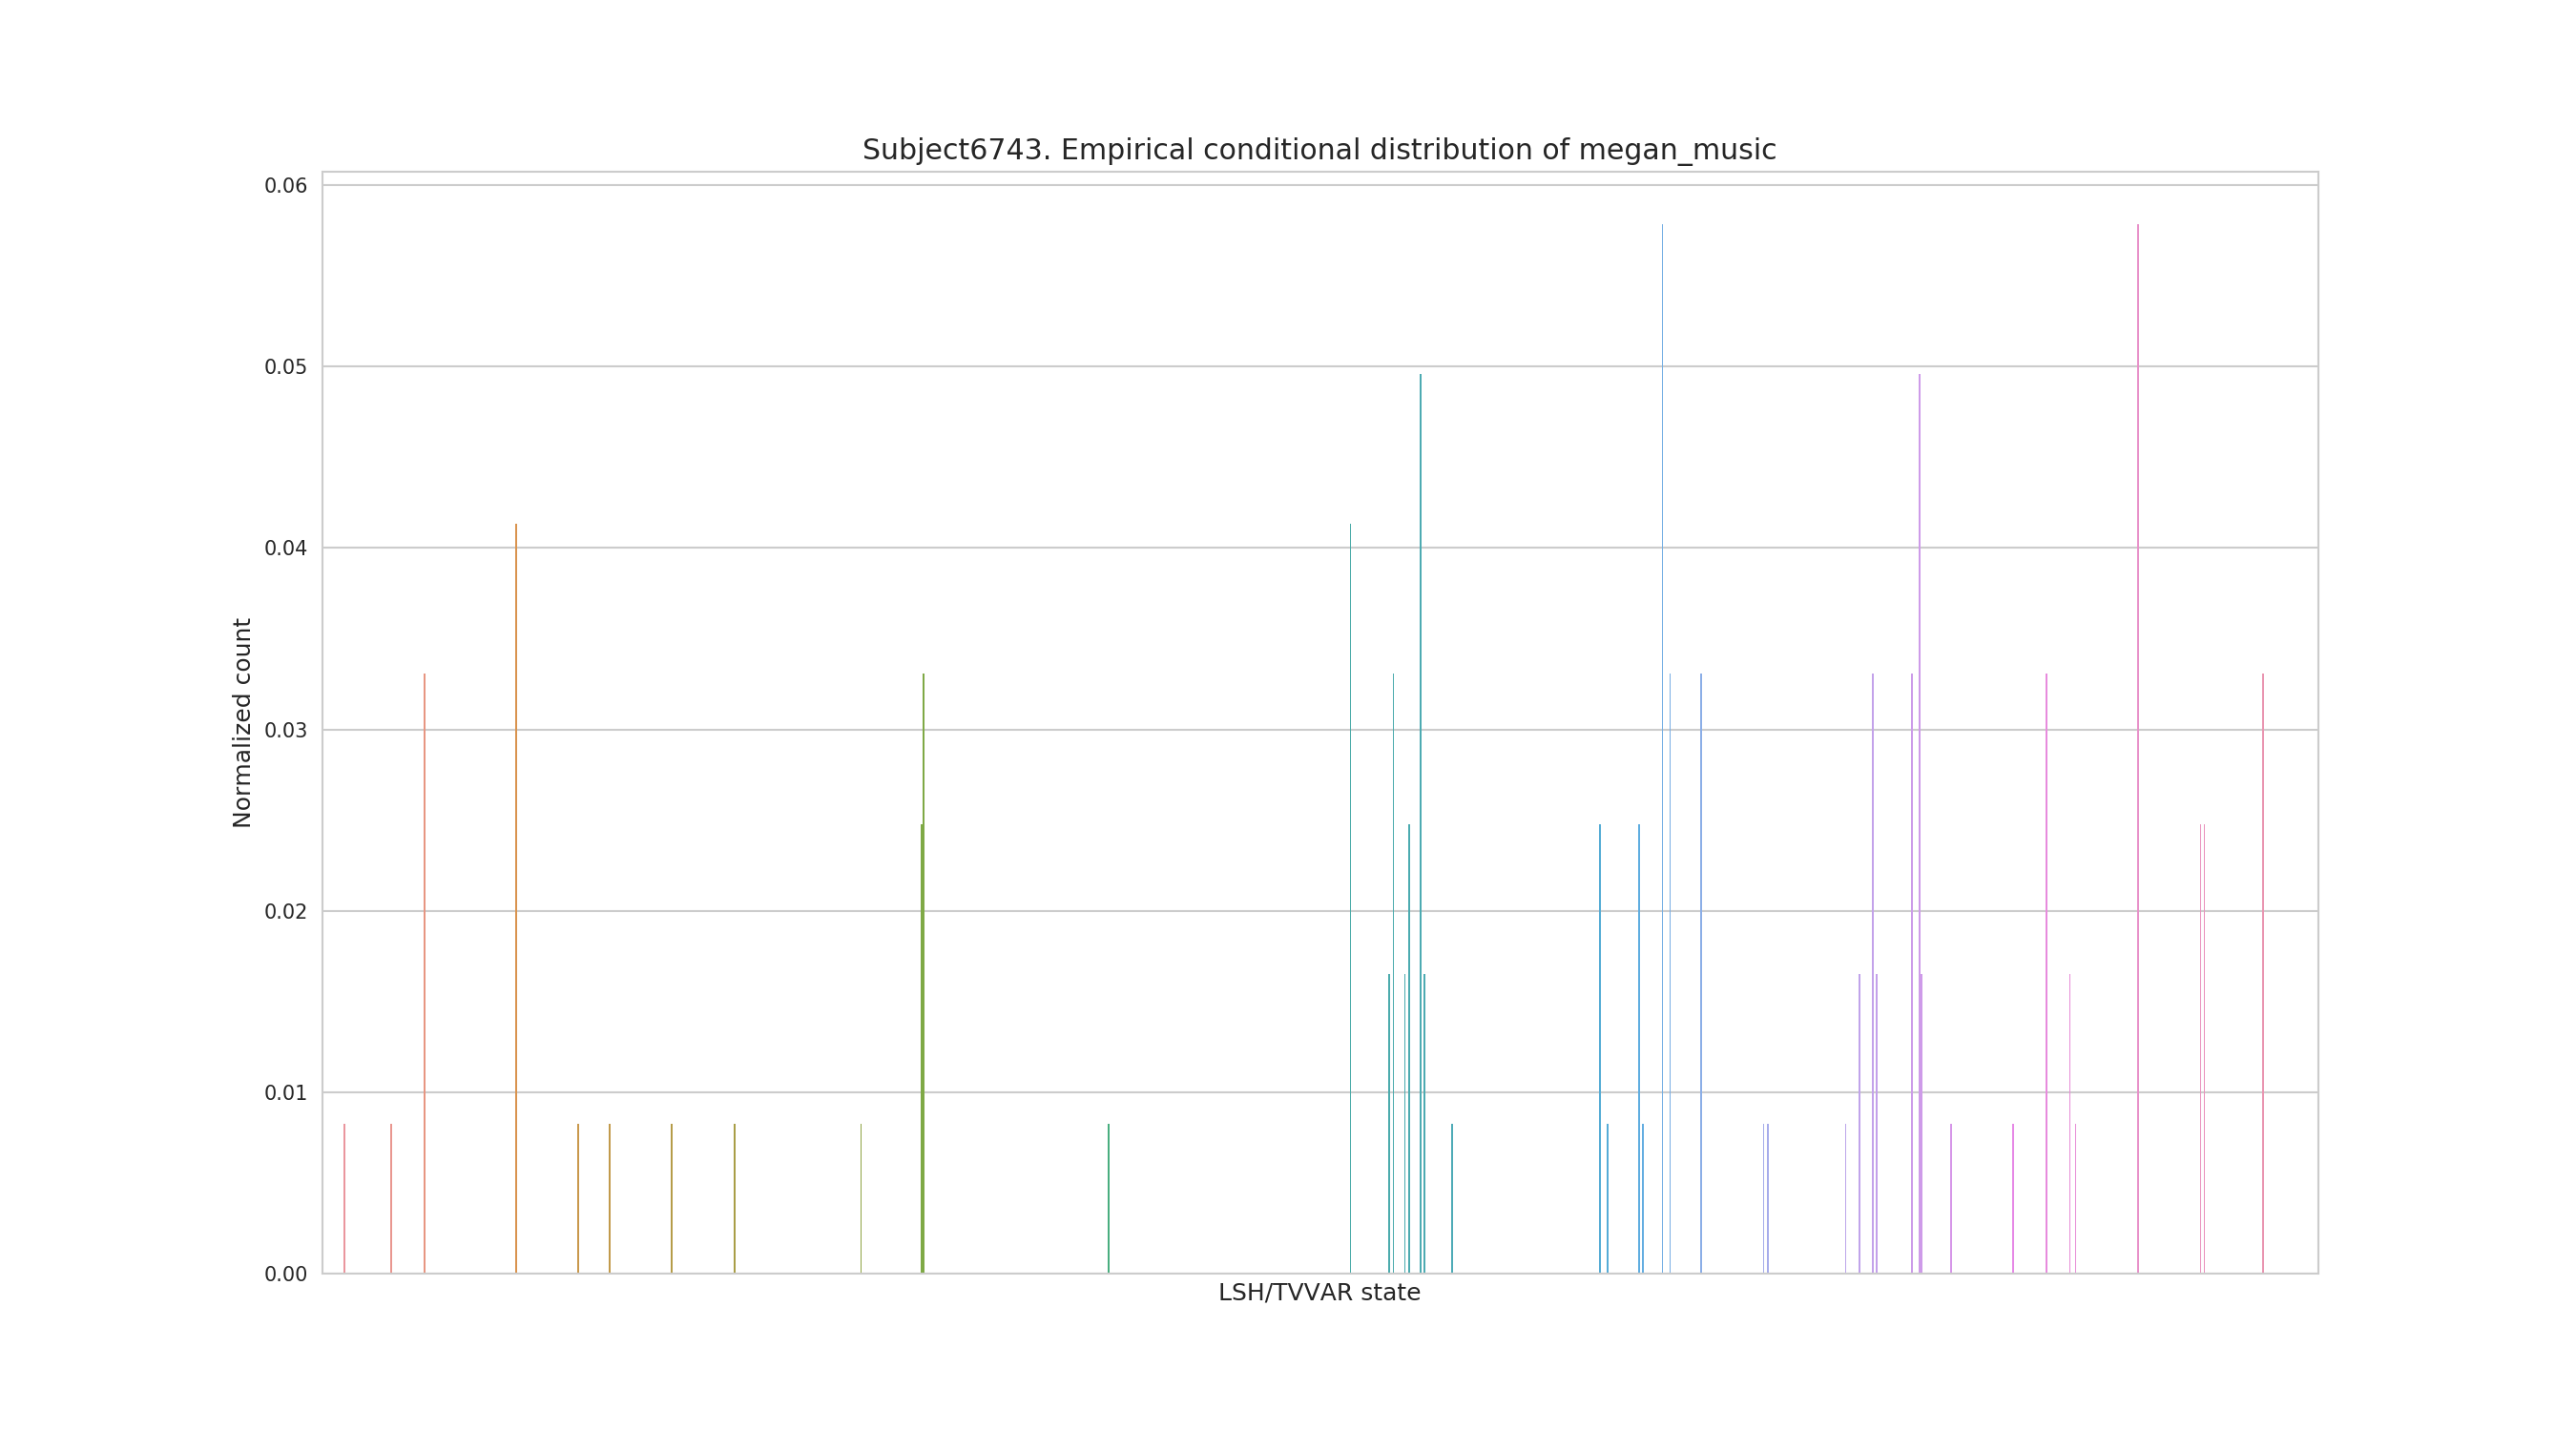 Subject6743. Empirical conditional distribution of megan_music
0.06
0.05
0.04
0.03
0.02
0.01
0.00
Normalized count
LSH/TVVAR state